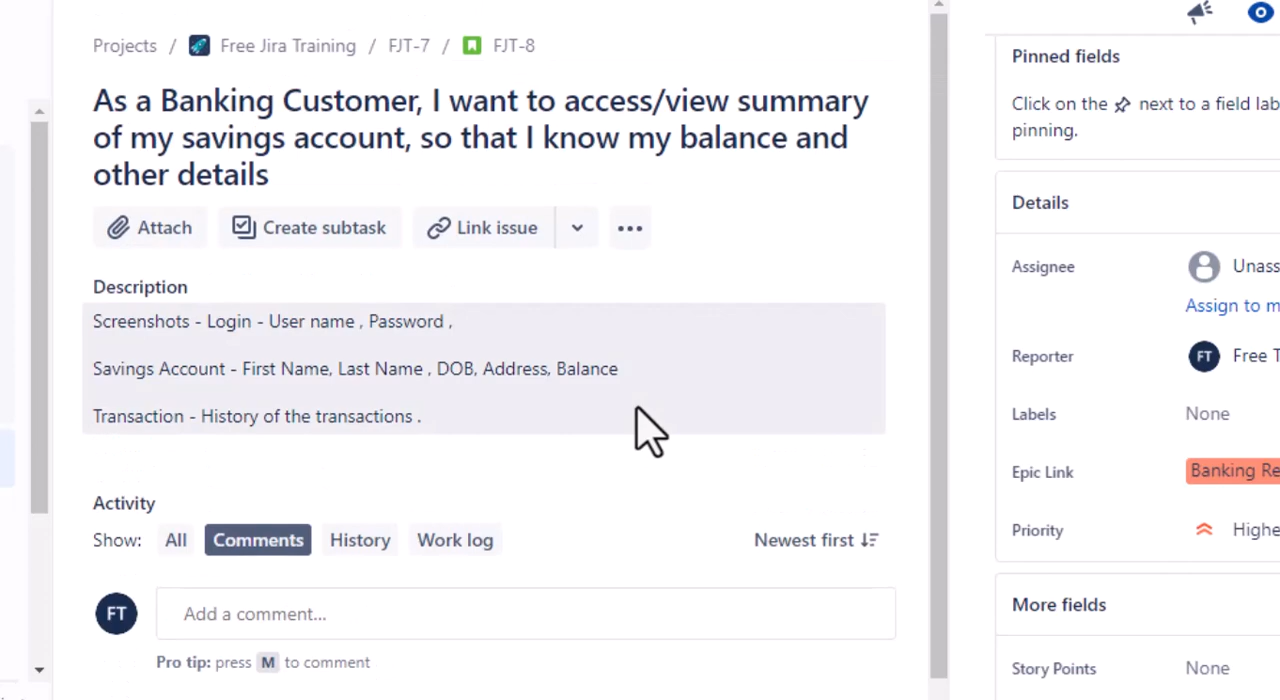 Projects / Free Jira Training / FJT-7 / FJT-8
As a Banking Customer, I want to access/view summary
of my savings account, so that I know my balance and
other details
Attach Create subtask Link issue
Description
Screenshots - Login - User name , Password ,
Savings Account - First Name, Last Name , DOB, Address, Balance
Transaction - History of the transactions .
Activity
Show: All Comments History Work log Newest first
FT Add a comment...
Pro tip: press M to comment
Pinned fields
Click on the next to a field lab
pinning.
Details
Assignee Unass
Assign to m
Reporter FT Free T
Labels None
Epic Link Banking Re
Priority Highe
More fields
Story Points None